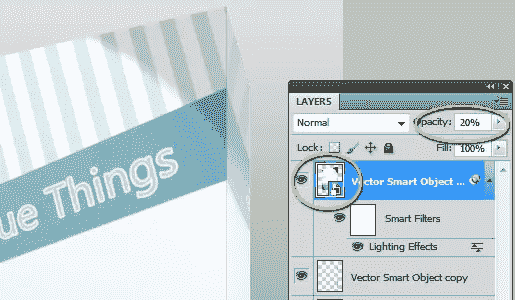 ue Things
LAYERS
Normal
Opacity: 20%
Lock:
Fill: 100%
Vector Smart Object ...
Smart Filters
Lighting Effects
Vector Smart Object copy